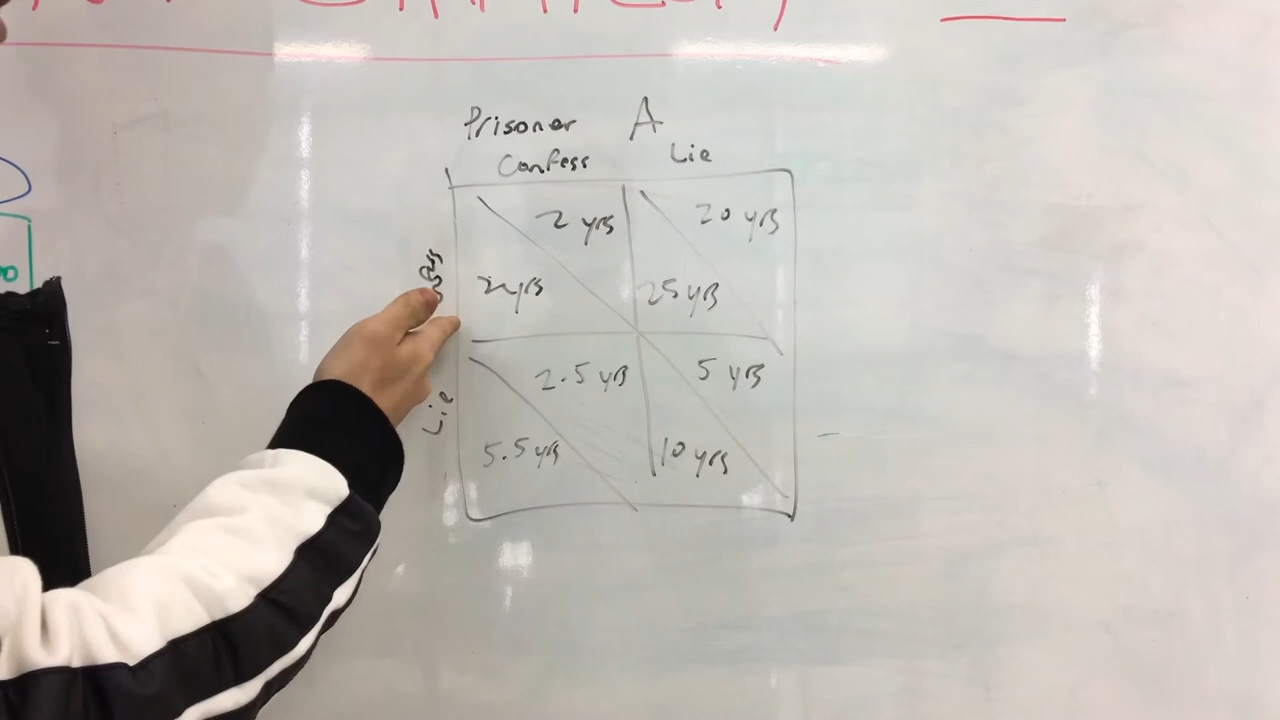 Prisoner A
Confess Lie
2 yrs 20 yrs
2 yrs 25 yrs
Lie
2.5 yrs 5 yrs
5.5 yrs 10 yrs